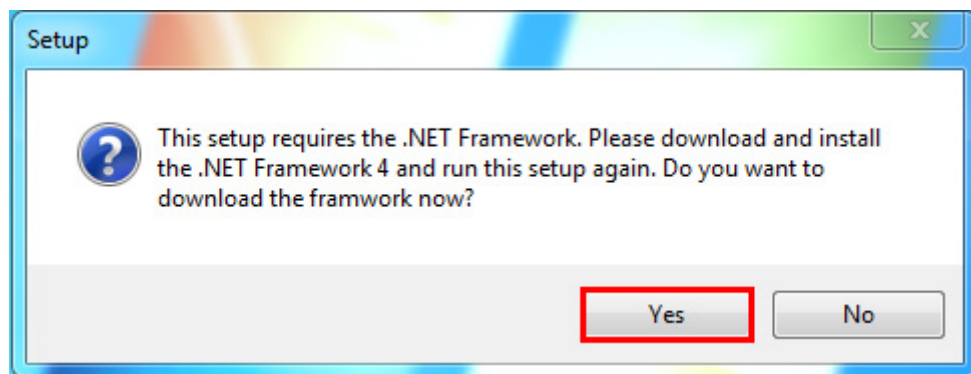 Setup
This setup requires the .NET Framework. Please download and install
the .NET Framework 4 and run this setup again. Do you want to
download the framwork now?
Yes
No